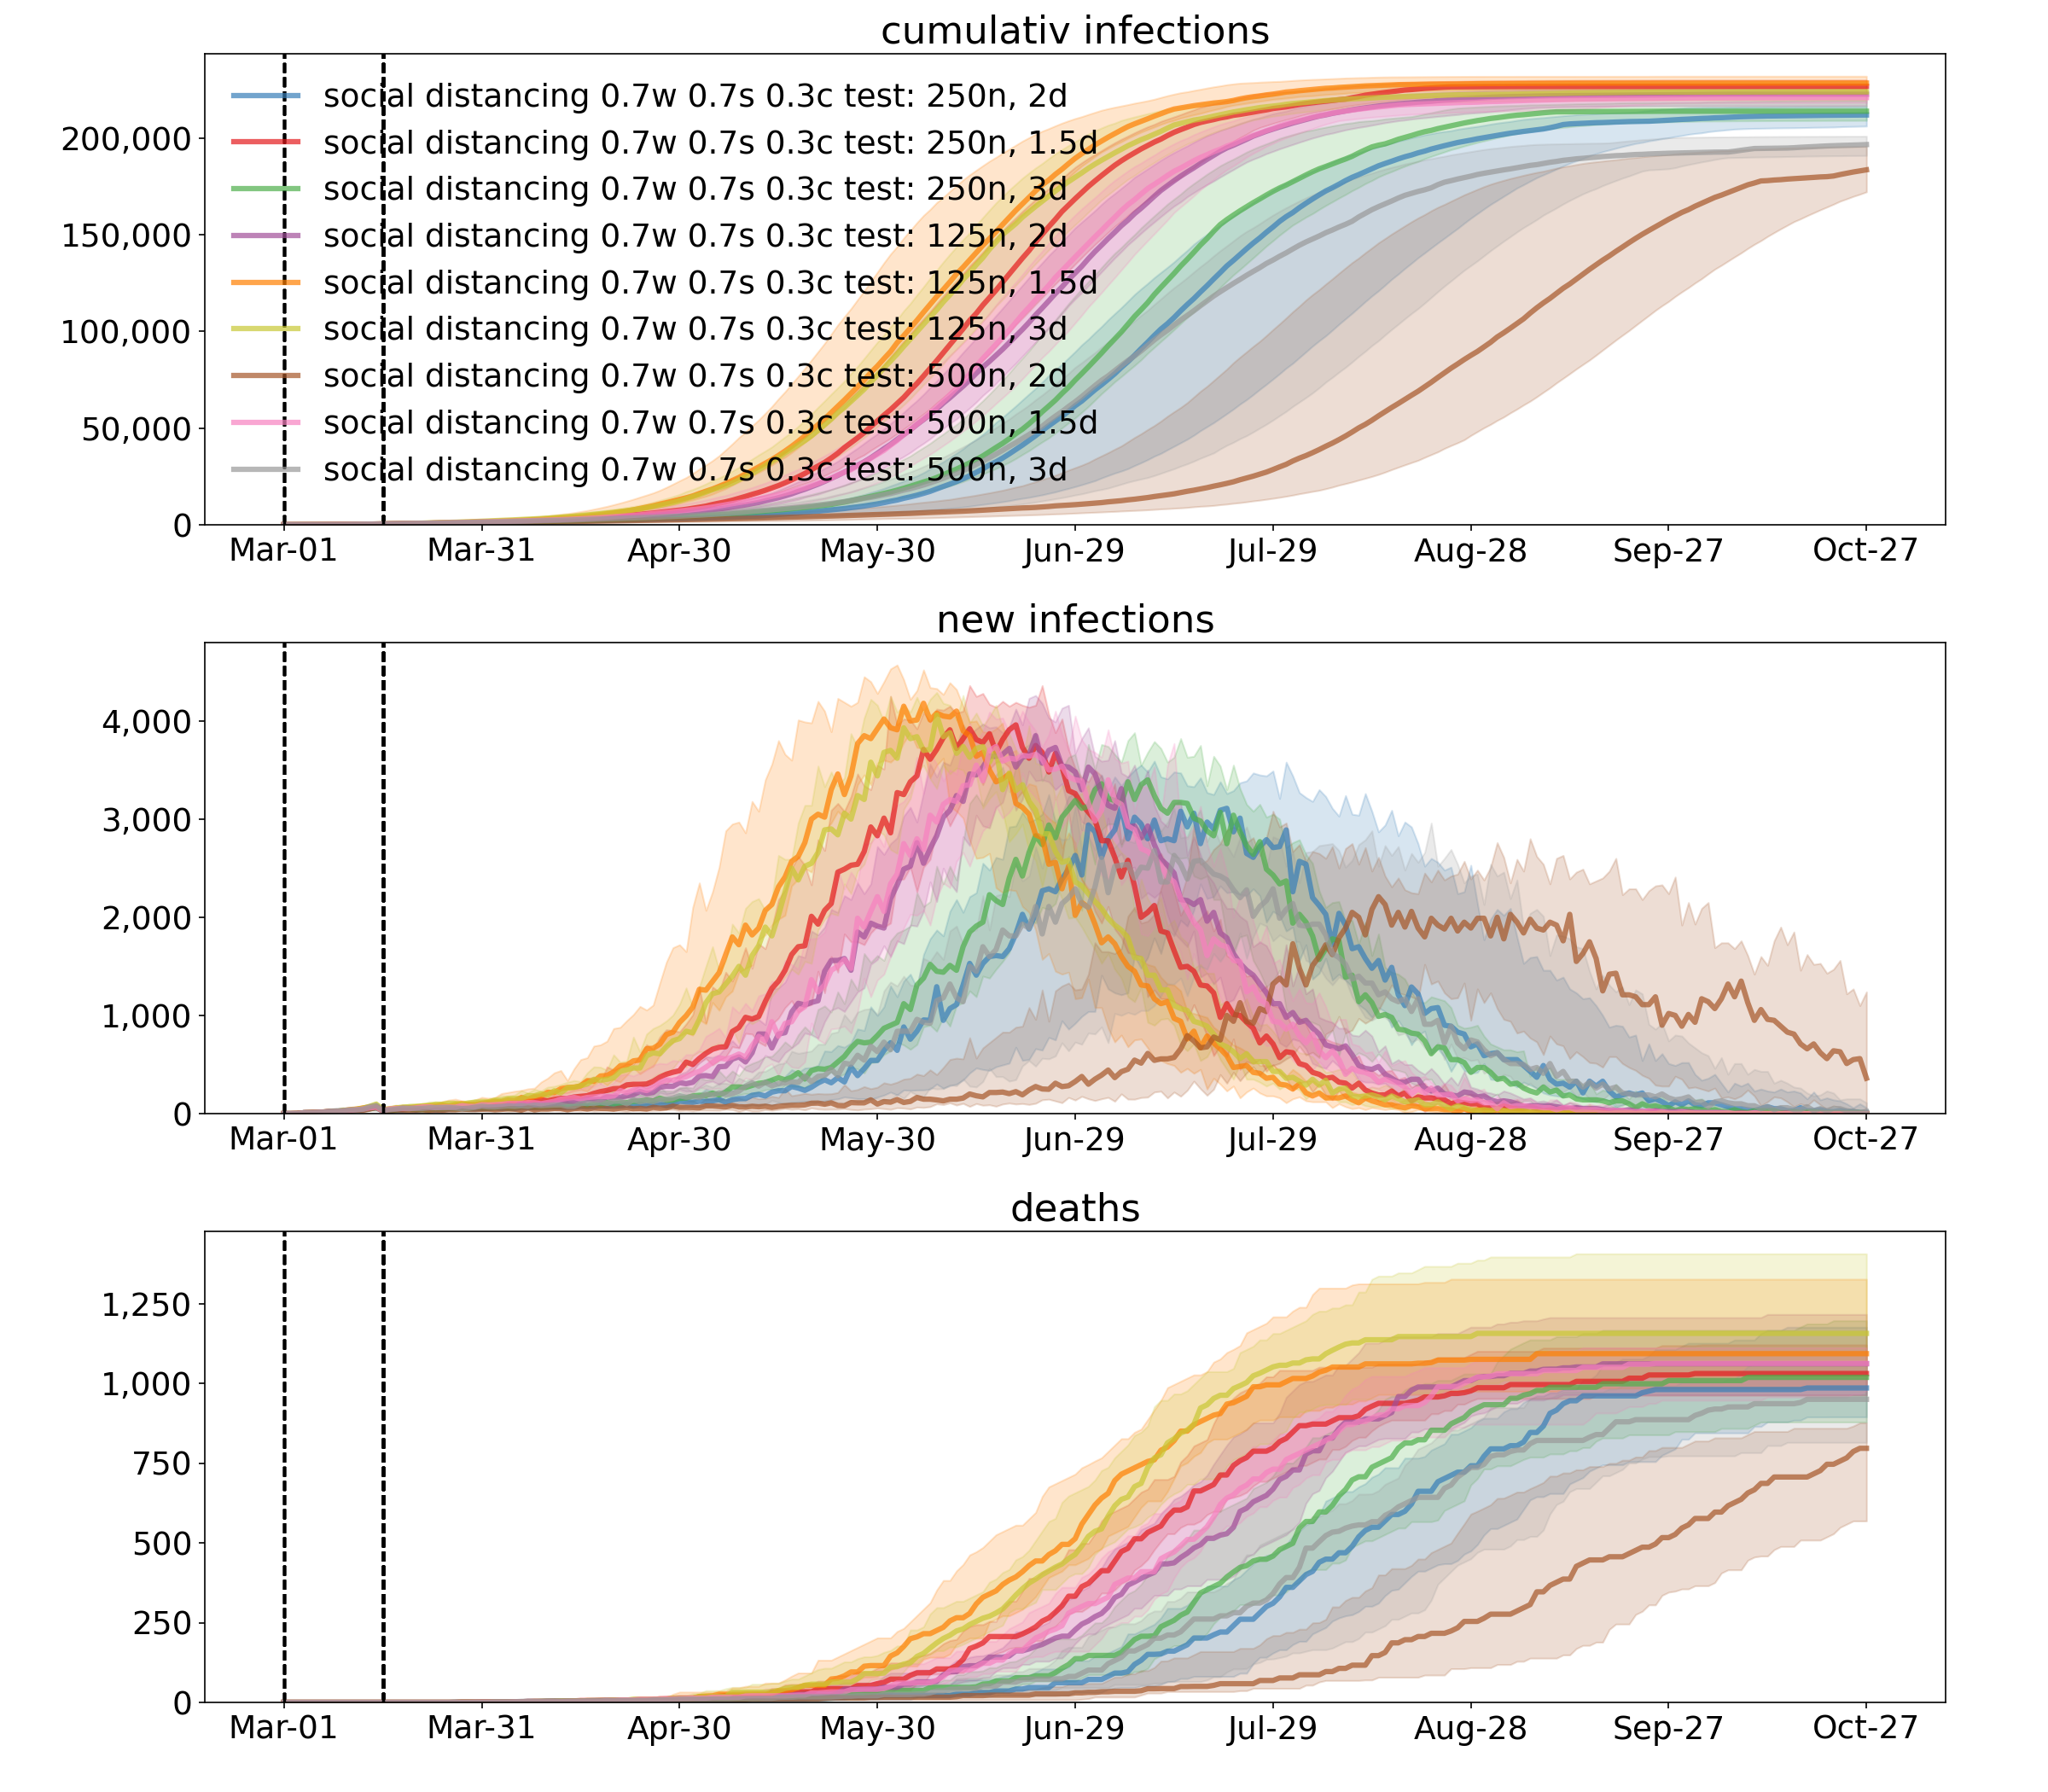 cumulativ infections
social distancing 0.7w 0.7s 0.3c test: 250n, 2d
social distancing 0.7w 0.7s 0.3c test: 250n, 1.5d
social distancing 0.7w 0.7s 0.3c test: 250n, 3d
social distancing 0.7w 0.7s 0.3c test: 125n, 2d
social distancing 0.7w 0.7s 0.3c test: 125n, 1.5d
social distancing 0.7w 0.7s 0.3c test: 125n, 3d
social distancing 0.7w 0.7s 0.3c test: 500n, 2d
social distancing 0.7w 0.7s 0.3c test: 500n, 1.5d
social distancing 0.7w 0.7s 0.3c test: 500n, 3d
200,000
150,000
100,000
50,000
0
Mar-01 Mar-31 Apr-30 May-30 Jun-29 Jul-29 Aug-28 Sep-27 Oct-27
new infections
4,000
3,000
2,000
1,000
0
Mar-01 Mar-31 Apr-30 May-30 Jun-29 Jul-29 Aug-28 Sep-27 Oct-27
deaths
1,250
1,000
750
500
250
0
Mar-01 Mar-31 Apr-30 May-30 Jun-29 Jul-29 Aug-28 Sep-27 Oct-27